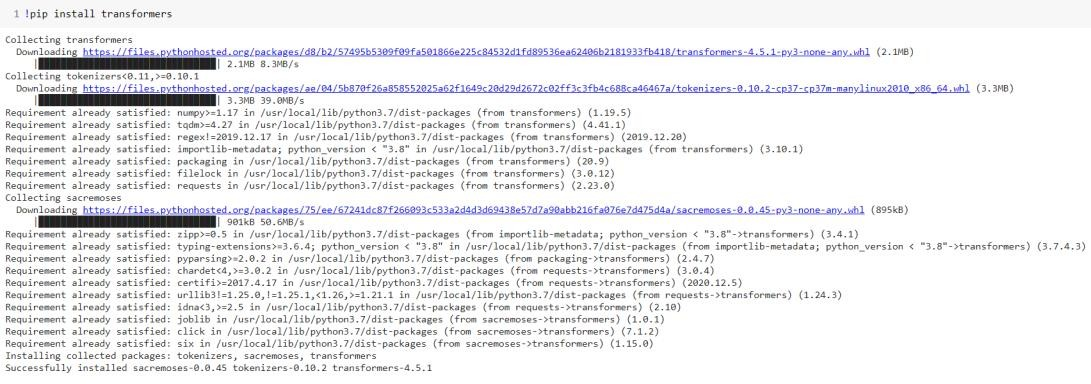 1 !pip install transformers
Collecting transformers
Downloading https://files.pythonhosted.org/packages/d8/b2/57495b5309f09fa501866e225c84532d1fd89536ea62406b2181933fb418/transformers-4.5.1-py3-none-any.whl (2.1MB)
2.1MB 8.3MB/s
Collecting tokenizers<0.11,>=0.10.1
Downloading https://files.pythonhosted.org/packages/ae/04/5b870f26a858552025a62f1649c20d29d2672c02ff3c3fb4c688ca46467a/tokenizers-0.10.2-cp37-cp37m-manylinux2010_x86_64.whl (3.3MB)
3.3MB 39.0MB/s
Requirement already satisfied: numpy>=1.17 in /usr/local/lib/python3.7/dist-packages (from transformers) (1.19.5)
Requirement already satisfied: tqdm>=4.27 in /usr/local/lib/python3.7/dist-packages (from transformers) (4.41.1)
Requirement already satisfied: regex!=2019.12.17 in /usr/local/lib/python3.7/dist-packages (from transformers) (2019.12.20)
Requirement already satisfied: importlib-metadata; python_version < "3.8" in /usr/local/lib/python3.7/dist-packages (from transformers) (3.10.1)
Requirement already satisfied: packaging in /usr/local/lib/python3.7/dist-packages (from transformers) (20.9)
Requirement already satisfied: filelock in /usr/local/lib/python3.7/dist-packages (from transformers) (3.0.12)
Requirement already satisfied: requests in /usr/local/lib/python3.7/dist-packages (from transformers) (2.23.0)
Collecting sacremoses
Downloading https://files.pythonhosted.org/packages/75/ee/67241dc87f266093c533a2d4d3d69438e57d7a90abb216fa076e7d475d4a/sacremoses-0.0.45-py3-none-any.whl (895kB)
901kB 50.6MB/s
Requirement already satisfied: zipp>=0.5 in /usr/local/lib/python3.7/dist-packages (from importlib-metadata; python_version < "3.8"->transformers) (3.4.1)
Requirement already satisfied: typing-extensions>=3.6.4; python_version < "3.8" in /usr/local/lib/python3.7/dist-packages (from importlib-metadata; python_version < "3.8"->transformers) (3.7.4.3)
Requirement already satisfied: pyparsing>=2.0.2 in /usr/local/lib/python3.7/dist-packages (from packaging->transformers) (2.4.7)
Requirement already satisfied: chardet<4,>=3.0.2 in /usr/local/lib/python3.7/dist-packages (from requests->transformers) (3.0.4)
Requirement already satisfied: certifi>=2017.4.17 in /usr/local/lib/python3.7/dist-packages (from requests->transformers) (2020.12.5)
Requirement already satisfied: urllib3!=1.25.0,!=1.25.1,<1.26,>=1.21.1 in /usr/local/lib/python3.7/dist-packages (from requests->transformers) (1.24.3)
Requirement already satisfied: idna<3,>=2.5 in /usr/local/lib/python3.7/dist-packages (from requests->transformers) (2.10)
Requirement already satisfied: joblib in /usr/local/lib/python3.7/dist-packages (from sacremoses->transformers) (1.0.1)
Requirement already satisfied: click in /usr/local/lib/python3.7/dist-packages (from sacremoses->transformers) (7.1.2)
Requirement already satisfied: six in /usr/local/lib/python3.7/dist-packages (from sacremoses->transformers) (1.15.0)
Installing collected packages: tokenizers, sacremoses, transformers
Successfully installed sacremoses-0.0.45 tokenizers-0.10.2 transformers-4.5.1